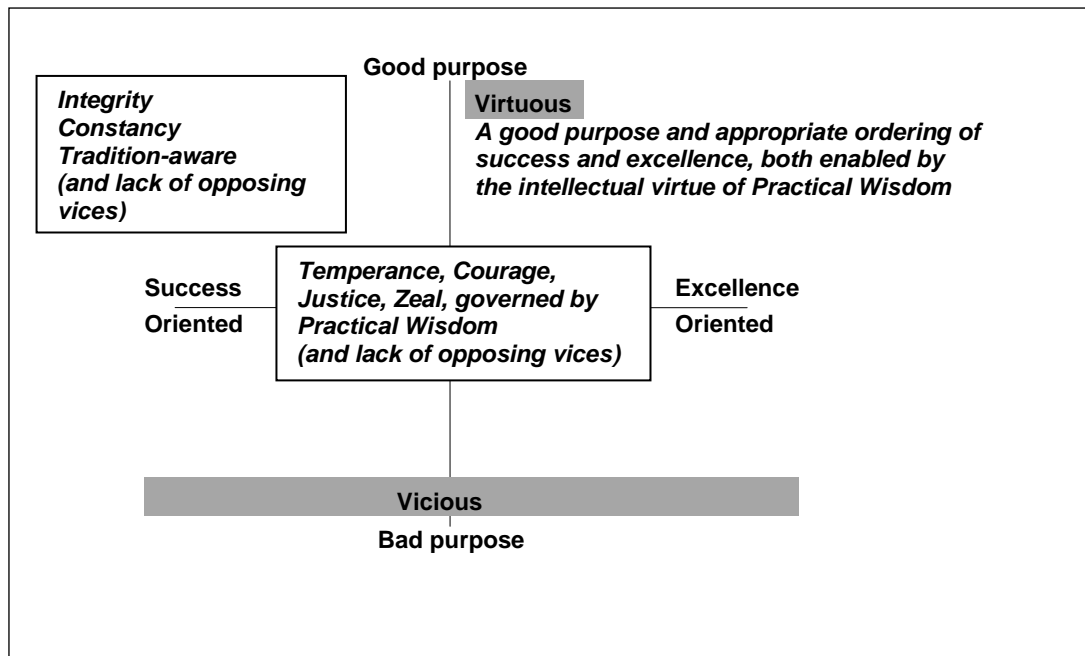 Good purpose
Integrity
Constancy
Tradition-aware
(and lack of opposing
vices)
Virtuous
A good purpose and appropriate ordering of
success and excellence, both enabled by
the intellectual virtue of Practical Wisdom
Success
Oriented
Temperance, Courage,
Justice, Zeal, governed by
Practical Wisdom
(and lack of opposing vices)
Excellence
Oriented
Vicious
Bad purpose